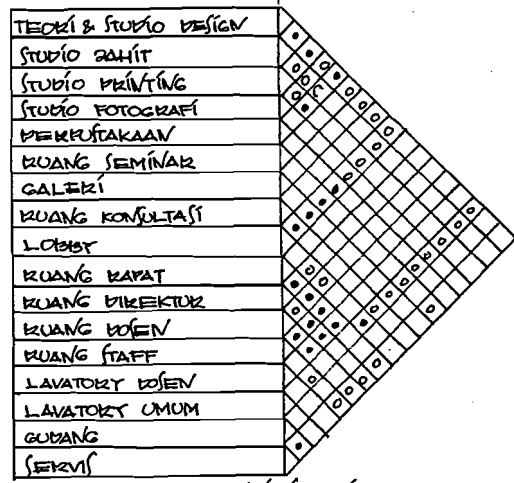 TEORI & STUDIO DESIGN
STUDIO JAHIT
STUDIO PRINTING
STUDIO FOTOGRAFI
PERPUSTAKAAN
RUANG SEMINAR
GALERI
RUANG KONSULTASI
LOBBY
RUANG RAPAT
RUANG DIREKTUR
RUANG DOSEN
RUANG STAFF
LAVATORY DOSEN
LAVATORY UMUM
GUDANG
SERVIS